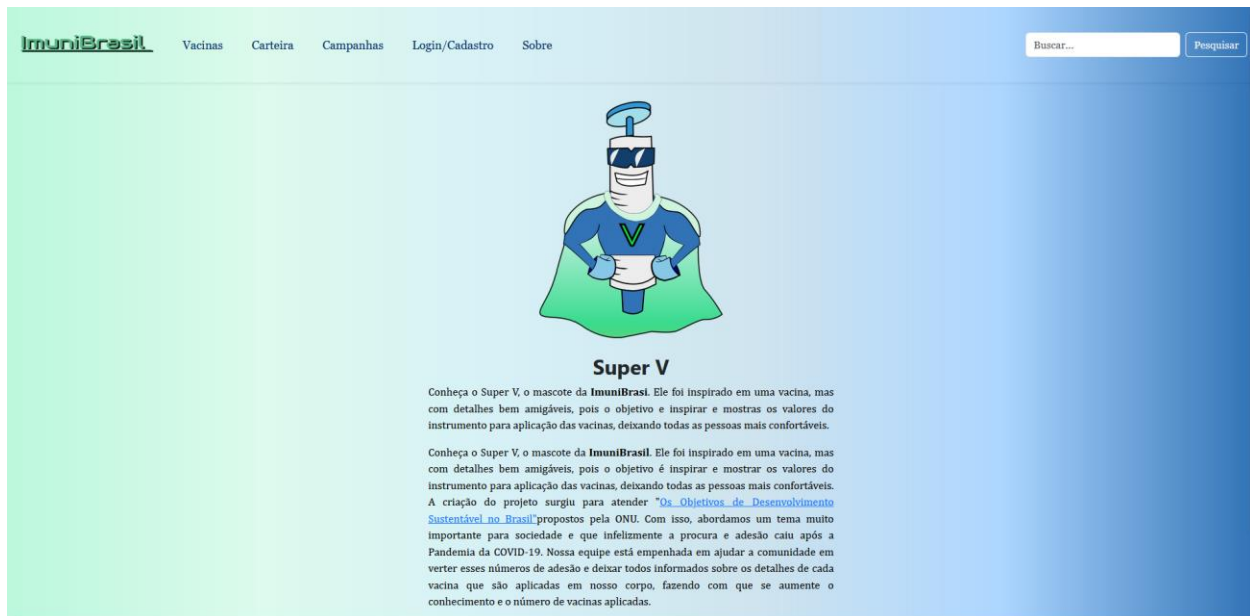 ImuniBrasil Vacinas Carteira Campanhas Login/Cadastro Sobre Buscar... Pesquisar
V
Super V
Conheça o Super V, o mascote da ImuniBrasi. Ele foi inspirado em uma vacina, mas
com detalhes bem amigáveis, pois o objetivo e inspirar e mostras os valores do
instrumento para aplicação das vacinas, deixando todas as pessoas mais confortáveis.
Conheça o Super V, o mascote da ImuniBrasil. Ele foi inspirado em uma vacina, mas
com detalhes bem amigáveis, pois o objetivo é inspirar e mostrar os valores do
instrumento para aplicação das vacinas, deixando todas as pessoas mais confortáveis.
A criação do projeto surgiu para atender "Os Objetivos de Desenvolvimento
Sustentável no Brasil"propostos pela ONU. Com isso, abordamos um tema muito
importante para sociedade e que infelizmente a procura e adesão caiu após a
Pandemia da COVID-19. Nossa equipe está empenhada em ajudar a comunidade em
verter esses números de adesão e deixar todos informados sobre os detalhes de cada
vacina que são aplicadas em nosso corpo, fazendo com que se aumente o
conhecimento e o número de vacinas aplicadas.